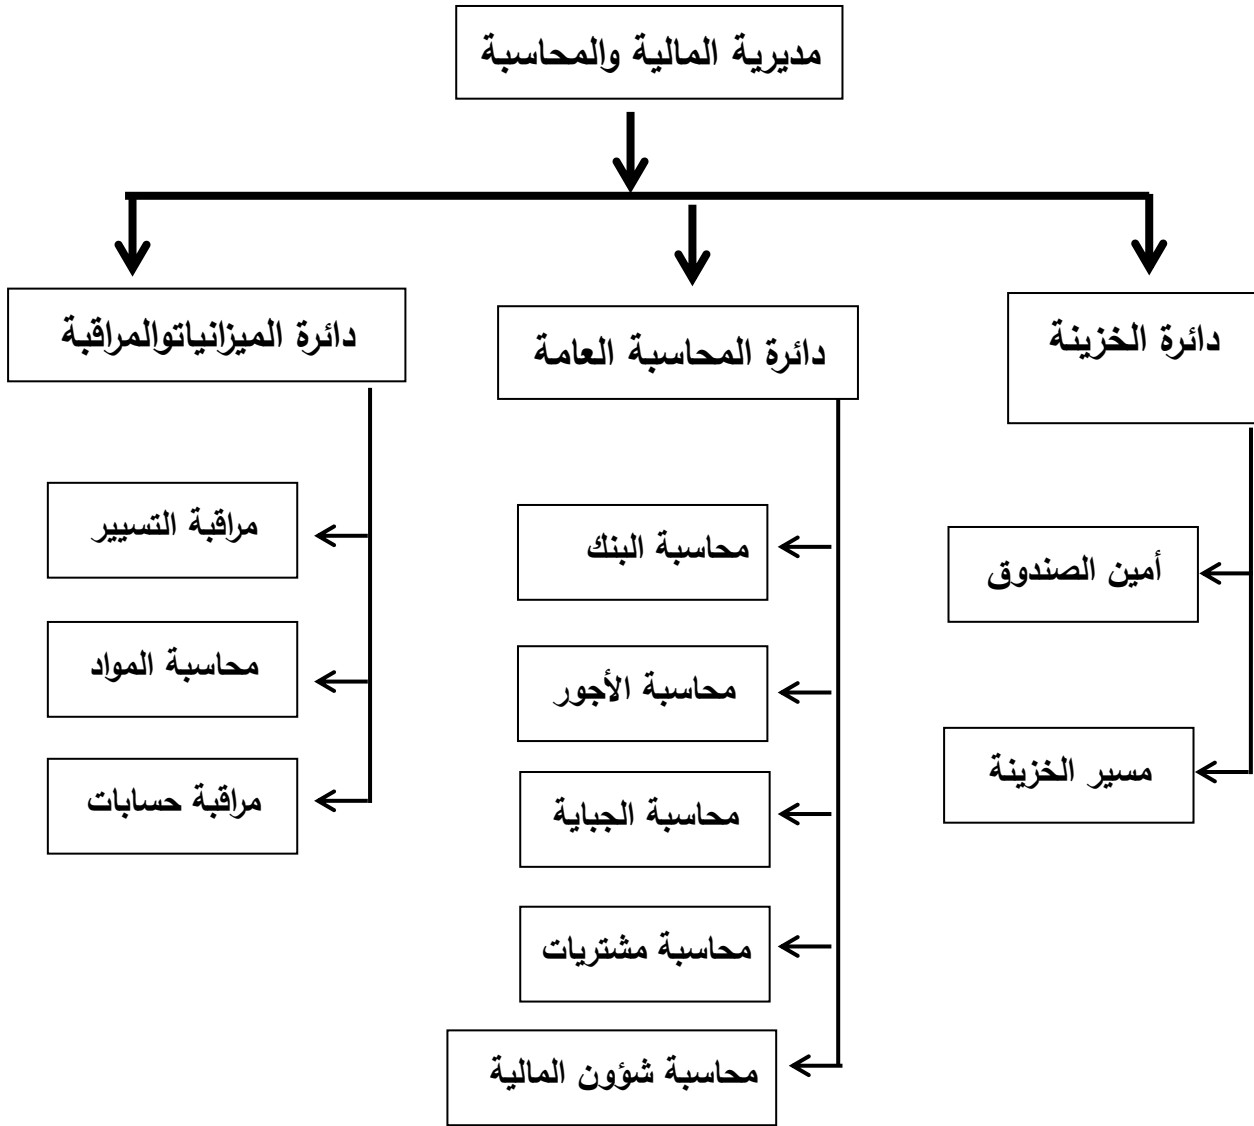 مديرية المالية والمحاسبة
دائرة الخزينة
دائرة المحاسبة العامة
دائرة الميزانياتوالمراقبة
أمين الصندوق
مسير الخزينة
محاسبة البنك
محاسبة الأجور
محاسبة الجباية
محاسبة مشتريات
محاسبة شؤون المالية
مراقبة التسيير
محاسبة المواد
مراقبة حسابات